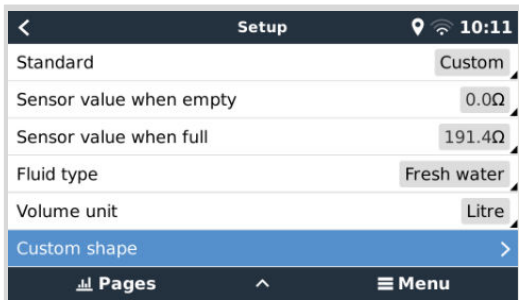 Setup 10:11
Standard Custom
Sensor value when empty 0.0Ω
Sensor value when full 191.4Ω
Fluid type Fresh water
Volume unit Litre
Custom shape
Pages Menu